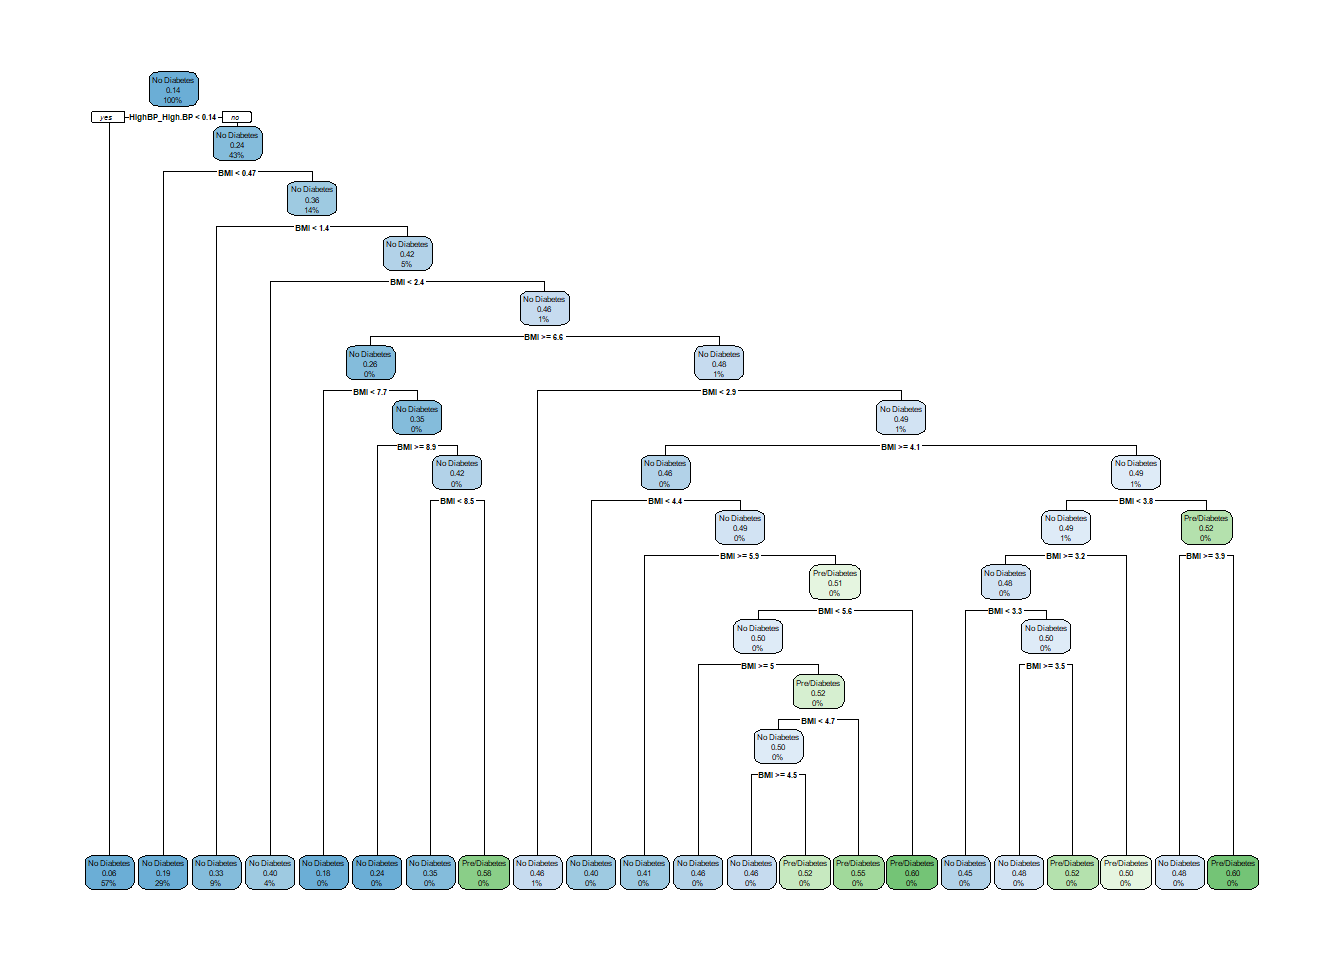 No Diabetes
0.14
100%
yes
HighBP_High.BP < 0.14
no
No Diabetes
0.24
43%
BMI < 0.47
No Diabetes
0.36
14%
BMI < 1.4
No Diabetes
0.42
5%
BMI < 2.4
No Diabetes
0.46
1%
BMI >= 6.6
No Diabetes
0.26
0%
No Diabetes
0.48
1%
BMI < 7.7
BMI < 2.9
No Diabetes
0.35
0%
No Diabetes
0.49
1%
BMI >= 8.9
BMI >= 4.1
No Diabetes
0.42
0%
No Diabetes
0.46
0%
No Diabetes
0.49
1%
BMI < 8.5
BMI < 4.4
BMI < 3.8
No Diabetes
0.49
0%
No Diabetes
0.49
1%
Pre/Diabetes
0.52
0%
BMI >= 5.9
BMI >= 3.2
BMI >= 3.9
Pre/Diabetes
0.51
0%
No Diabetes
0.48
0%
BMI < 5.6
BMI < 3.3
No Diabetes
0.50
0%
No Diabetes
0.50
0%
BMI >= 5
BMI >= 3.5
Pre/Diabetes
0.52
0%
BMI < 4.7
No Diabetes
0.50
0%
BMI >= 4.5
No Diabetes
0.06
57%
No Diabetes
0.19
29%
No Diabetes
0.33
9%
No Diabetes
0.40
4%
No Diabetes
0.18
0%
No Diabetes
0.24
0%
No Diabetes
0.35
0%
Pre/Diabetes
0.58
0%
No Diabetes
0.46
1%
No Diabetes
0.40
0%
No Diabetes
0.41
0%
No Diabetes
0.46
0%
No Diabetes
0.46
0%
Pre/Diabetes
0.52
0%
Pre/Diabetes
0.55
0%
Pre/Diabetes
0.60
0%
No Diabetes
0.45
0%
No Diabetes
0.48
0%
Pre/Diabetes
0.52
0%
Pre/Diabetes
0.50
0%
No Diabetes
0.48
0%
Pre/Diabetes
0.60
0%